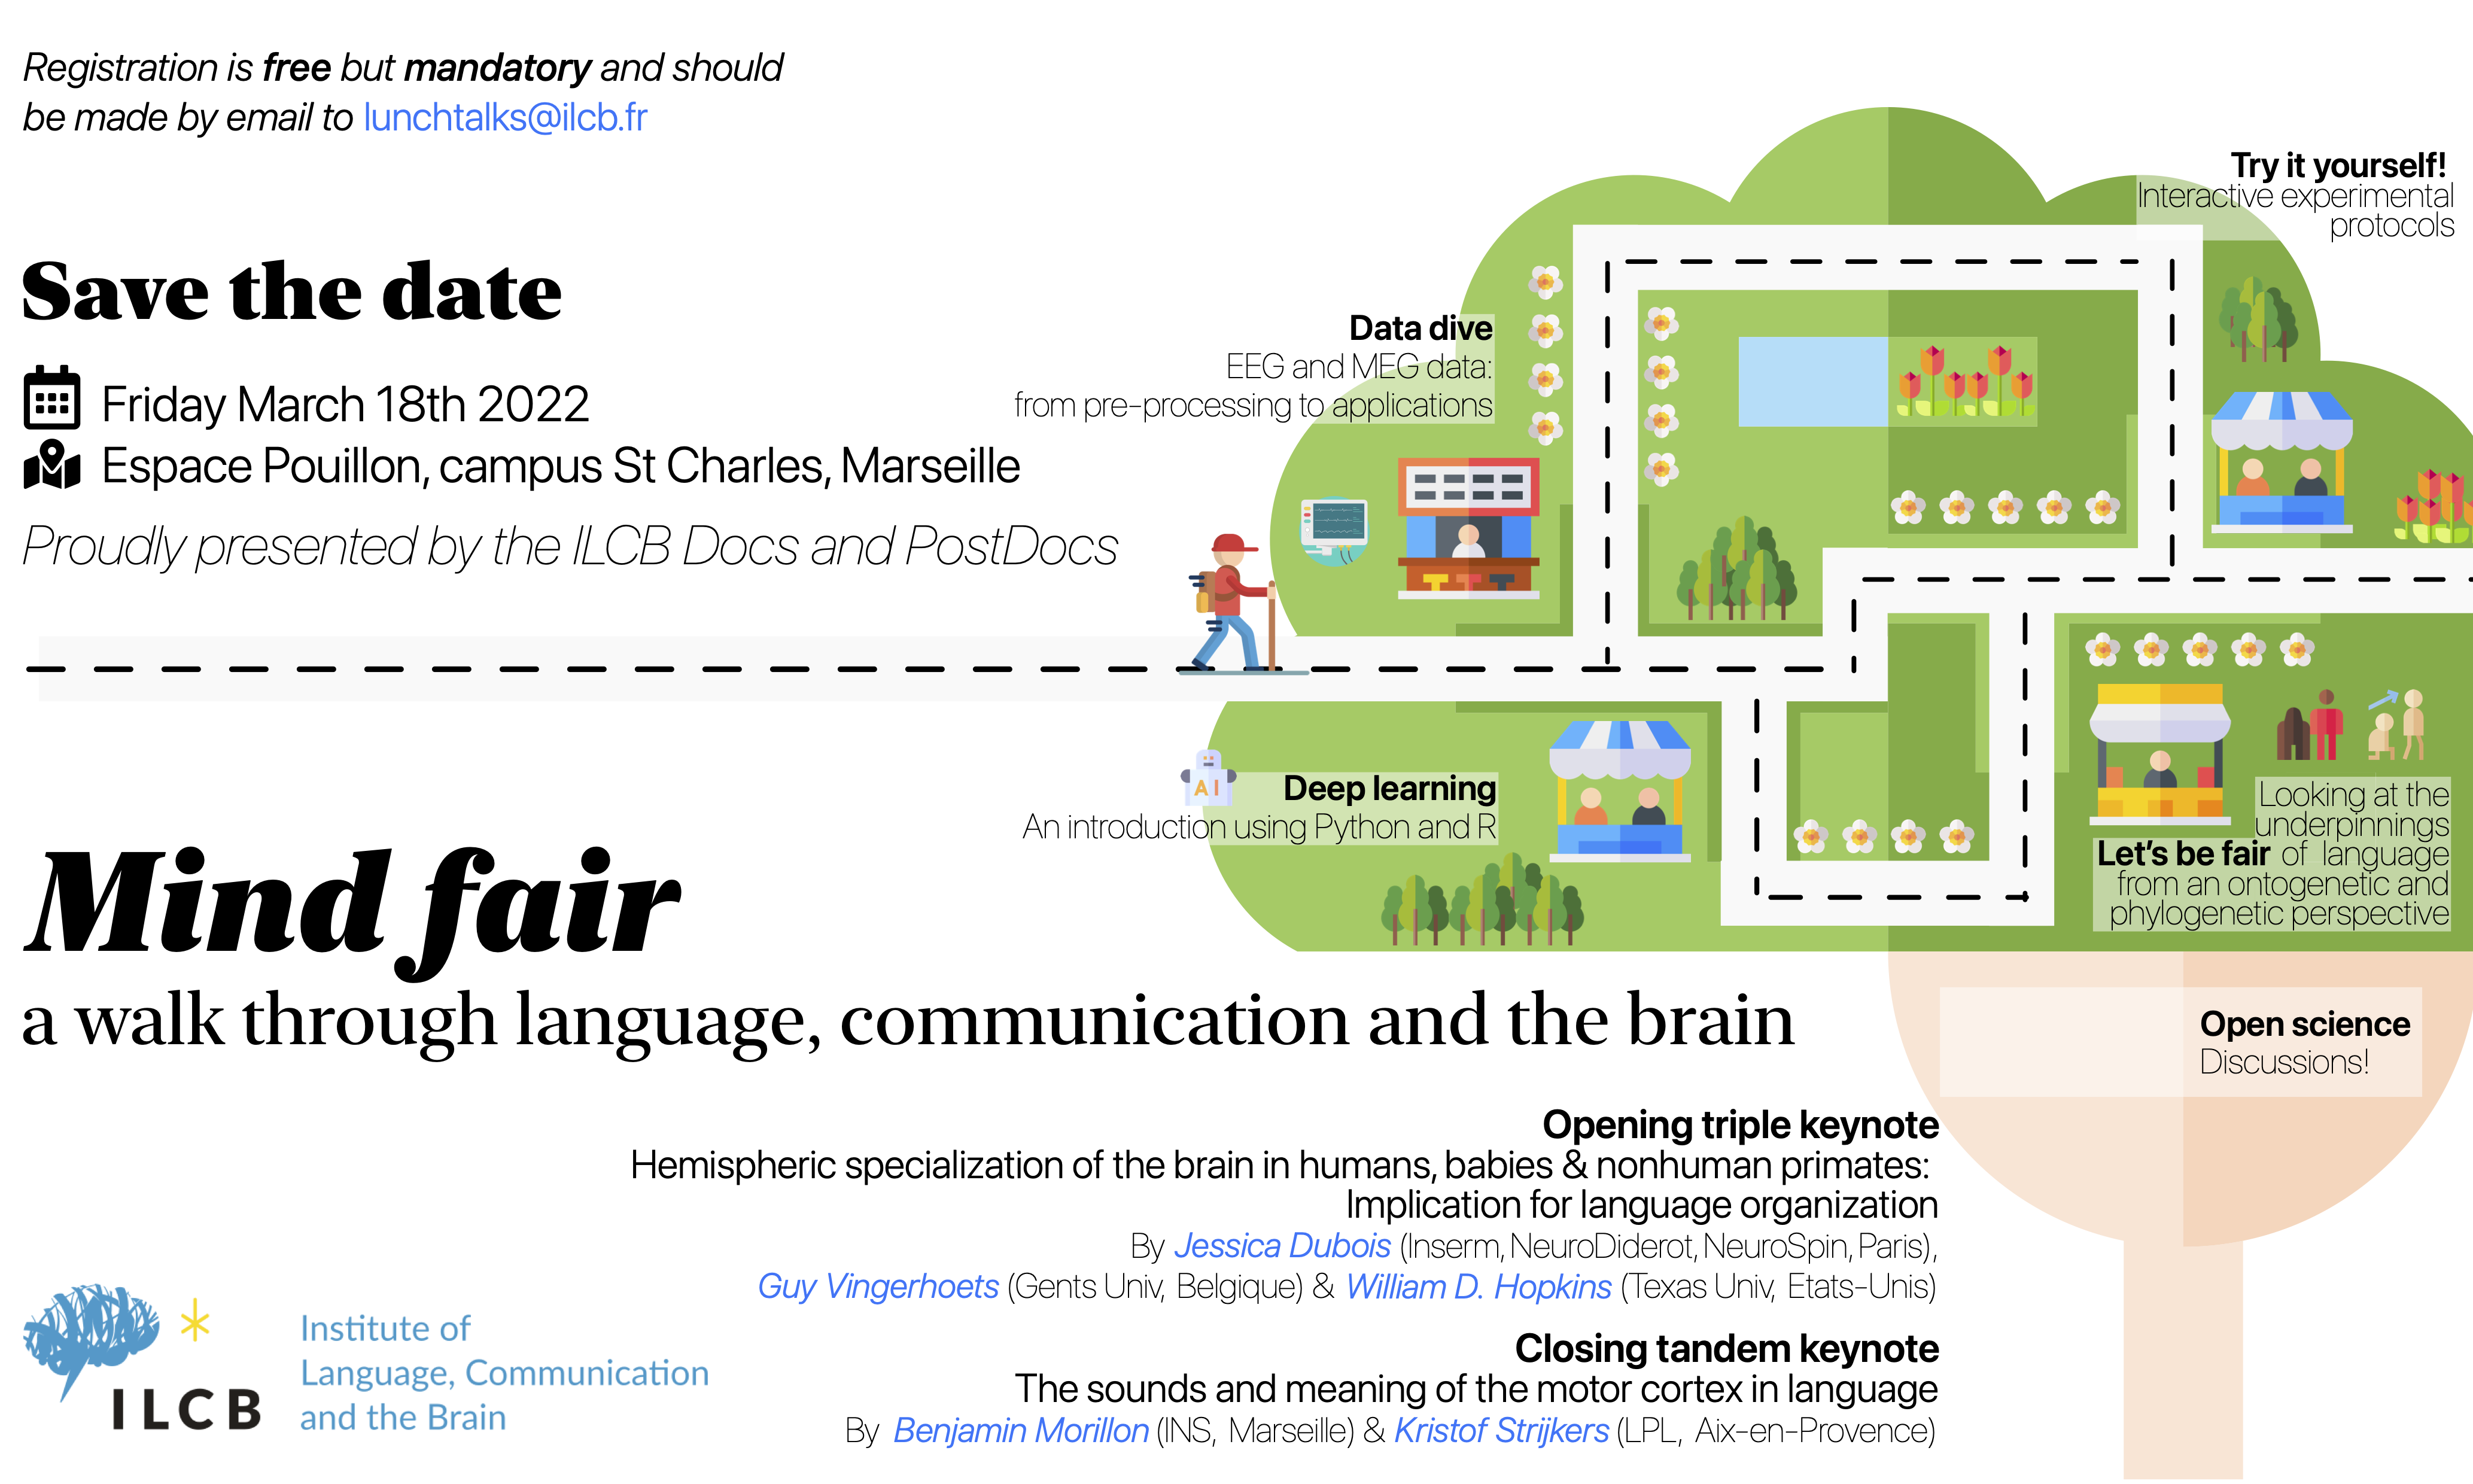 Registration is free but mandatory and should
be made by email to lunchtalks@ilcb.fr
Save the date
Friday March 18th 2022
Espace Pouillon, campus St Charles, Marseille
Proudly presented by the ILCB Docs and PostDocs
Try it yourself!
Interactive experimental
protocols
Data dive
EEG and MEG data:
from pre-processing to applications
AI
Deep learning
An introduction using Python and R
Looking at the
underpinnings
Let's be fair of language
from an ontogenetic and
phylogenetic perspective
Mind fair
a walk through language, communication and the brain
Open science
Discussions!
Opening triple keynote
Hemispheric specialization of the brain in humans, babies & nonhuman primates:
Implication for language organization
By Jessica Dubois (Inserm, NeuroDiderot, NeuroSpin, Paris),
Guy Vingerhoets (Gents Univ, Belgique) & William D. Hopkins (Texas Univ, Etats-Unis)
Closing tandem keynote
The sounds and meaning of the motor cortex in language
By Benjamin Morillon (INS, Marseille) & Kristof Strijkers (LPL, Aix-en-Provence)
ILCB
Institute of
Language, Communication
and the Brain